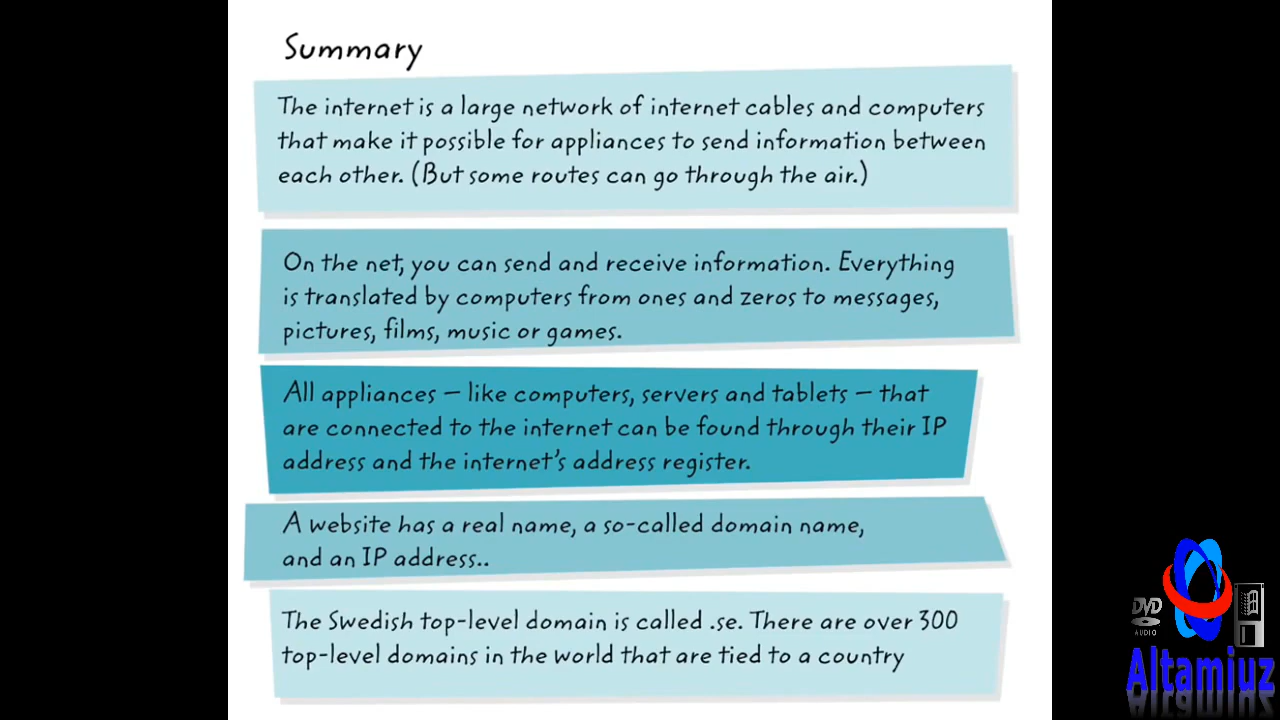 Summary
The internet is a large network of internet cables and computers
that make it possible for appliances to send information between
each other. (But some routes can go through the air.)
On the net, you can send and receive information. Everything
is translated by computers from ones and zeros to messages,
pictures, films, music or games.
All appliances – like computers, servers and tablets – that
are connected to the internet can be found through their IP
address and the internet's address register.
A website has a real name, a so-called domain name,
and an IP address..
The Swedish top-level domain is called .se. There are over 300
top-level domains in the world that are tied to a country
DVD
AUDIO
Altamiuz